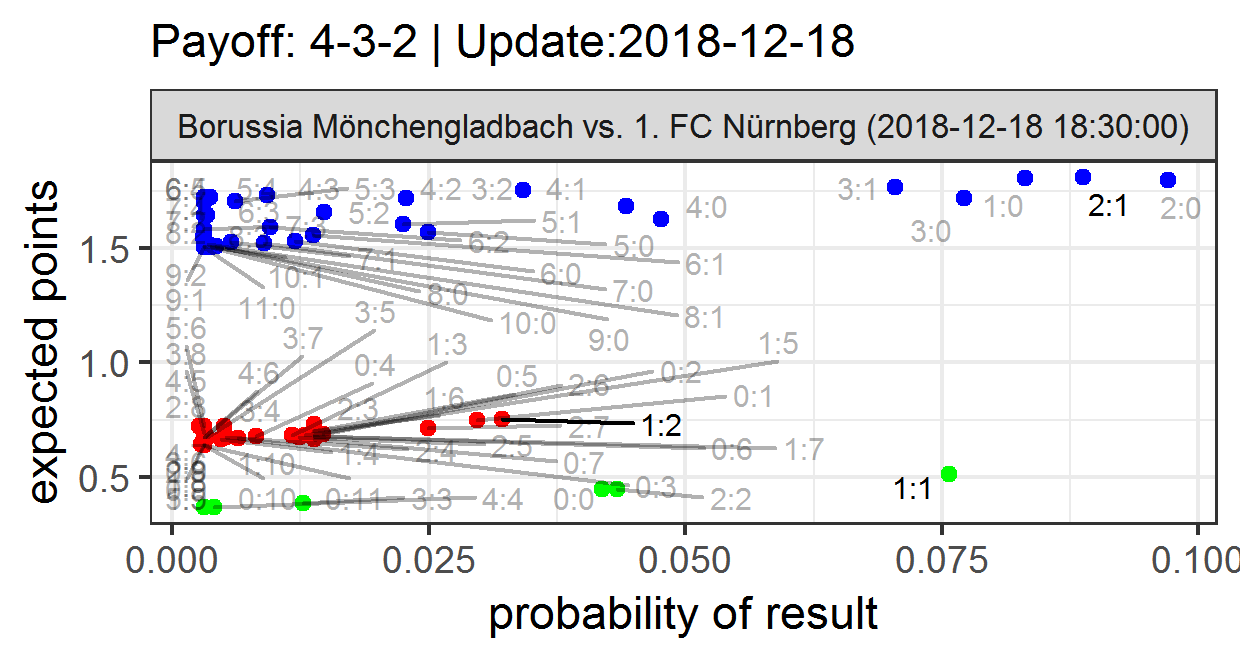 Payoff: 4-3-2 | Update:2018-12-18
Borussia Mönchengladbach vs. 1. FC Nürnberg (2018-12-18 18:30:00)
expected points
1.5
1.0
0.5
5:4 4:3 5:3 4:2 3:2 4:1 3:1
6:3 5:2 4:0 1:0 2:1 2:0
5:1 3:0
6:2 5:0
7:1 6:1
9:2 10:1 6:0
9:1 11:0 8:0 7:0
5:6 3:5 10:0 8:1
3:8 3:7 1:3 9:0 1:5
4:5 4:6 0:4 0:5 2:6 0:2
2:8 3:4 2:3 1:6 0:1
2:7 1:2
1:10 1:4 2:4 2:5 0:6 1:7
0:7 0:3 1:1
0:10 0:11 3:3 4:4 0:0 2:2
0.000 0.025 0.050 0.075 0.100
probability of result